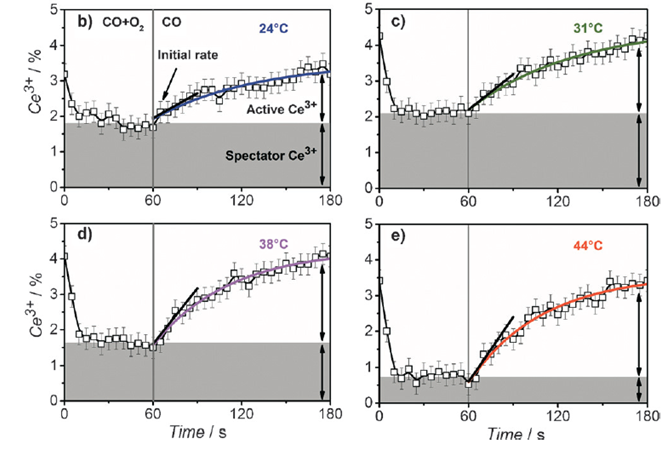 b) CO+O₂ CO 24°C
Initial rate
Active Ce³⁺
Spectator Ce³⁺
Ce³⁺ / %
5
4
3
2
1
0
0 60 120 180
c) 31°C
5
4
3
2
1
0
0 60 120 180
d) 38°C
Ce³⁺ / %
5
4
3
2
1
0
0 60 120 180
Time / s
e) 44°C
5
4
3
2
1
0
0 60 120 180
Time / s